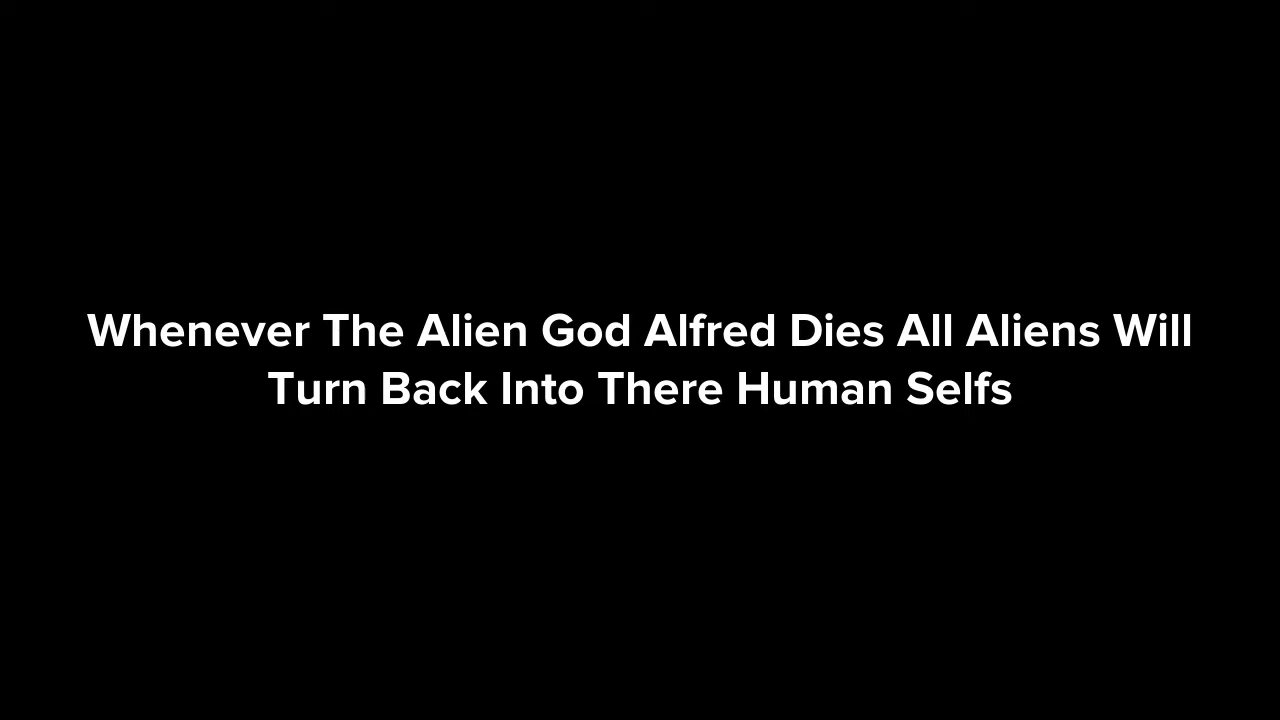 Whenever The Alien God Alfred Dies All Aliens Will
Turn Back Into There Human Selfs